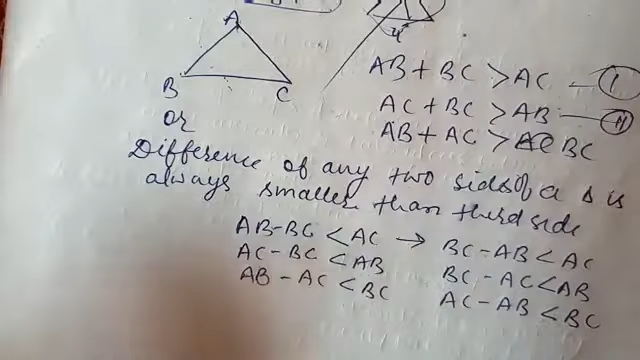 A
B C
AB + BC > AC — I
AC + BC > AB — II
AB + AC > BC
or
Difference of any two sides of a Δ is
always smaller than third side
AB - BC < AC → BC - AB < AC
AC - BC < AB BC - AC < AB
AB - AC < BC AC - AB < BC